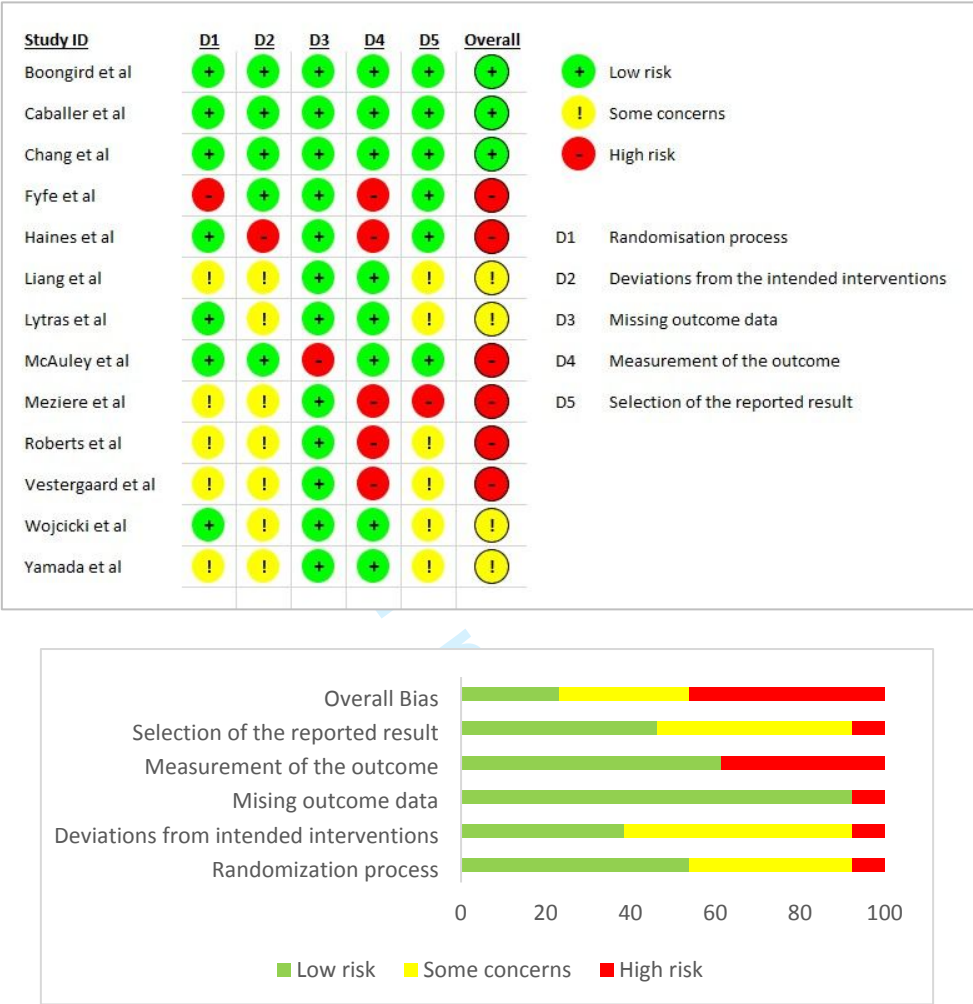 Study ID D1 D2 D3 D4 D5 Overall
Boongird et al + + + + + + + Low risk
Caballer et al + + + + + + ! Some concerns
Chang et al + + + + + + - High risk
Fyfe et al - + + - + -
Haines et al + - + - + - D1 Randomisation process
Liang et al ! ! + + ! ! D2 Deviations from the intended interventions
Lytras et al + ! + + ! ! D3 Missing outcome data
McAuley et al + + - + + - D4 Measurement of the outcome
Meziere et al ! ! + - - - D5 Selection of the reported result
Roberts et al ! ! + - ! -
Vestergaard et al ! ! + - ! -
Wojcicki et al + ! + + ! !
Yamada et al ! ! + + ! !
Overall Bias
Selection of the reported result
Measurement of the outcome
Mising outcome data
Deviations from intended interventions
Randomization process
0 20 40 60 80 100
Low risk Some concerns High risk